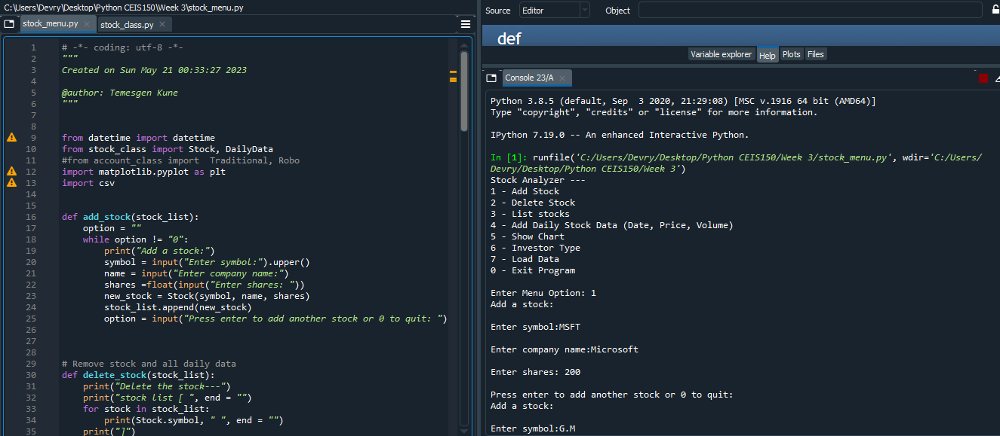 C:\Users\Devry\Desktop\Python CEIS150\Week 3\stock_menu.py
stock_menu.py
stock_class.py
1 # -*- coding: utf-8 -*-
2 """
3 Created on Sun May 21 00:33:27 2023
4
5 @author: Temesgen Kune
6 """
7
8
9 from datetime import datetime
10 from stock_class import Stock, DailyData
11 #from account_class import  Traditional, Robo
12 import matplotlib.pyplot as plt
13 import csv
14
15
16 def add_stock(stock_list):
17     option = ""
18     while option != "0":
19         print("Add a stock:")
20         symbol = input("Enter symbol:").upper()
21         name = input("Enter company name:")
22         shares =float(input("Enter shares: "))
23         new_stock = Stock(symbol, name, shares)
24         stock_list.append(new_stock)
25         option = input("Press enter to add another stock or 0 to quit: ")
26
27
28
29 # Remove stock and all daily data
30 def delete_stock(stock_list):
31     print("Delete the stock---")
32     print("stock list [ ", end = "")
33     for stock in stock_list:
34         print(Stock.symbol, " ", end = "")
35     print("]")
Source Editor Object
def
Variable explorer Help Plots Files
Console 23/A
Python 3.8.5 (default, Sep  3 2020, 21:29:08) [MSC v.1916 64 bit (AMD64)]
Type "copyright", "credits" or "license" for more information.
IPython 7.19.0 -- An enhanced Interactive Python.
In [1]: runfile('C:/Users/Devry/Desktop/Python CEIS150/Week 3/stock_menu.py', wdir='C:/Users/
Devry/Desktop/Python CEIS150/Week 3')
Stock Analyzer ---
1 - Add Stock
2 - Delete Stock
3 - List stocks
4 - Add Daily Stock Data (Date, Price, Volume)
5 - Show Chart
6 - Investor Type
7 - Load Data
0 - Exit Program
Enter Menu Option: 1
Add a stock:
Enter symbol:MSFT
Enter company name:Microsoft
Enter shares: 200
Press enter to add another stock or 0 to quit:
Add a stock:
Enter symbol:G.M